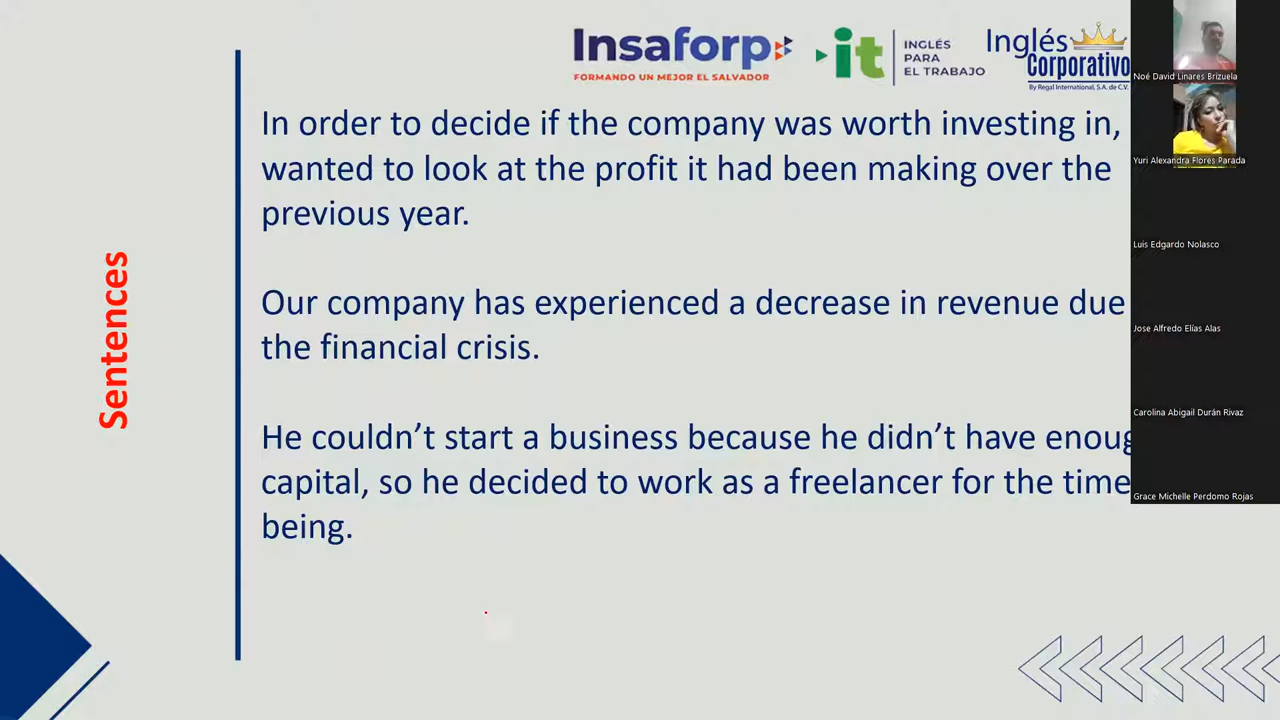 Insaforp
FORMANDO UN MEJOR EL SALVADOR
it
INGLÉS
PARA
EL TRABAJO
Inglés
Corporativo
By Regal International, S.A. de C.V.
Sentences
In order to decide if the company was worth investing in,
wanted to look at the profit it had been making over the
previous year.
Our company has experienced a decrease in revenue due
the financial crisis.
He couldn’t start a business because he didn’t have enoug
capital, so he decided to work as a freelancer for the time
being.
Noé David Linares Brizuela
Yuri Alexandra Flores Parada
Luis Edgardo Nolasco
Jose Alfredo Elías Alas
Carolina Abigail Durán Rivaz
Grace Michelle Perdomo Rojas